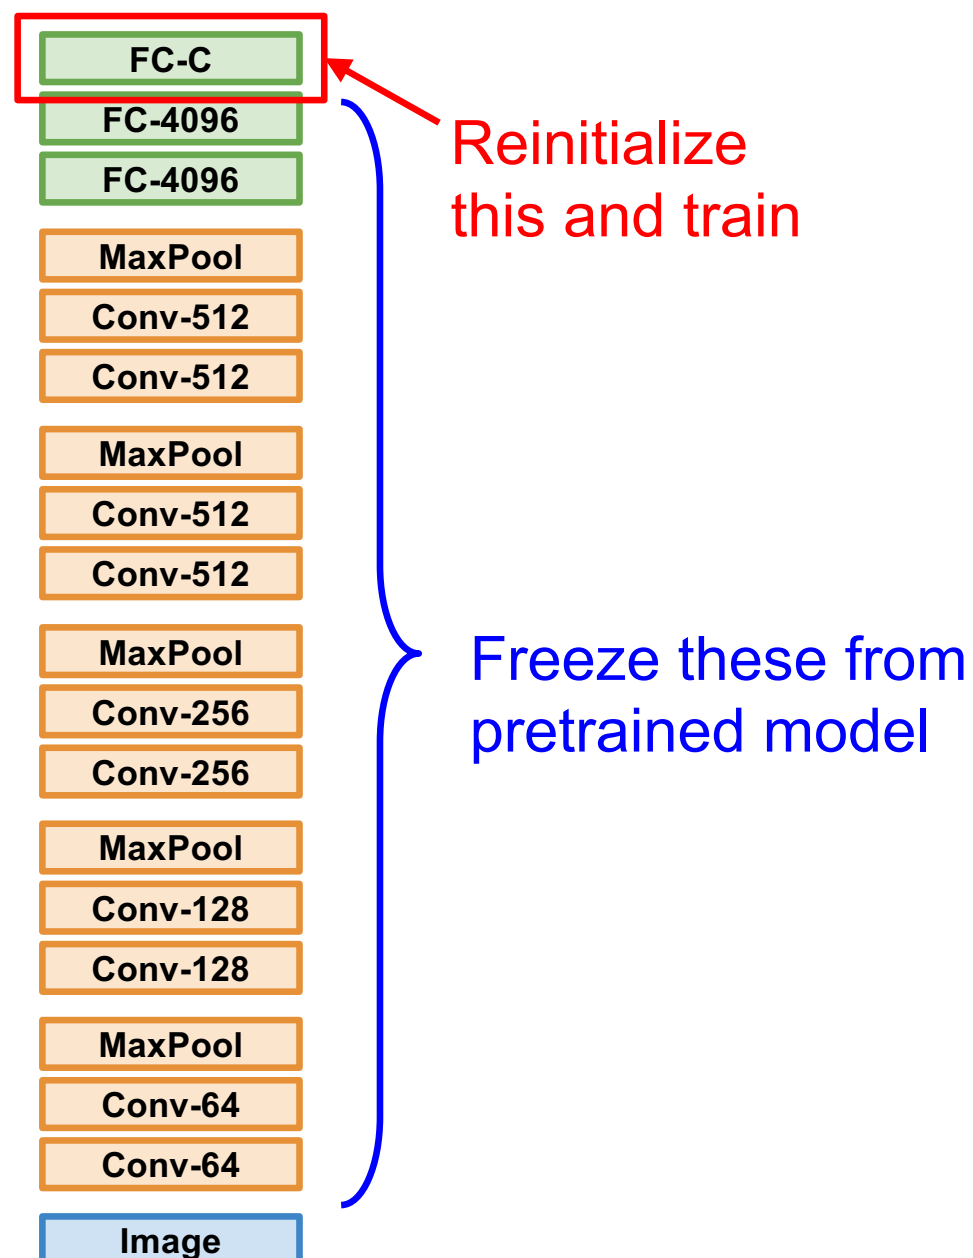 FC-C
FC-4096
FC-4096
MaxPool
Conv-512
Conv-512
MaxPool
Conv-512
Conv-512
MaxPool
Conv-256
Conv-256
MaxPool
Conv-128
Conv-128
MaxPool
Conv-64
Conv-64
Image
Reinitialize
this and train
Freeze these from
pretrained model